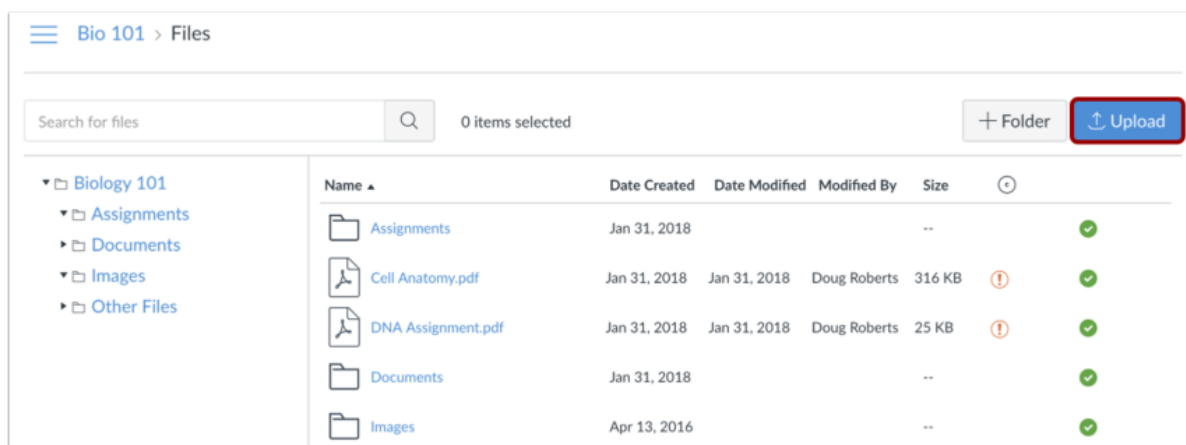 Bio 101 > Files
Search for files
0 items selected
+ Folder
Upload
Biology 101
Assignments
Documents
Images
Other Files
Name Date Created Date Modified Modified By Size
Assignments Jan 31, 2018 --
Cell Anatomy.pdf Jan 31, 2018 Jan 31, 2018 Doug Roberts 316 KB
DNA Assignment.pdf Jan 31, 2018 Jan 31, 2018 Doug Roberts 25 KB
Documents Jan 31, 2018 --
Images Apr 13, 2016 --